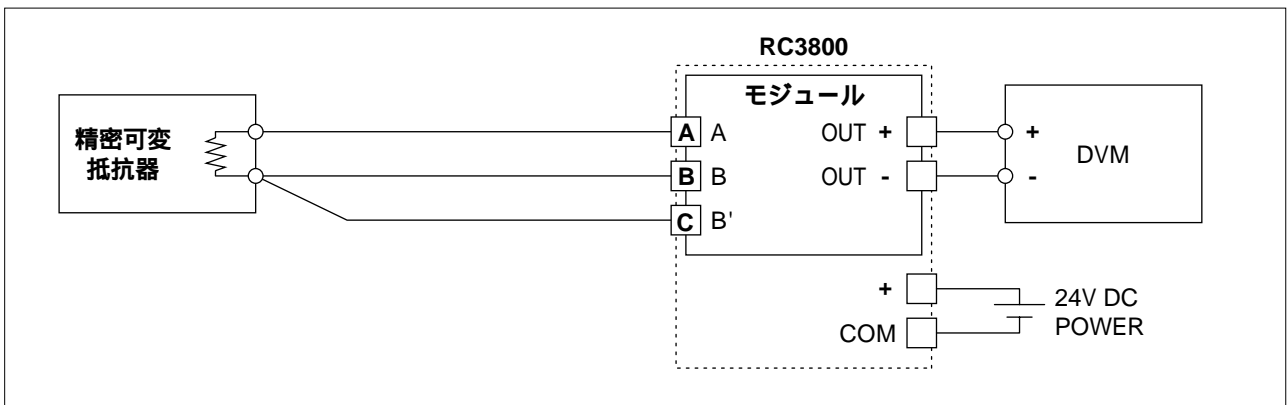 RC3800
モジュール
精密可変
抵抗器
A A
B B
C B'
OUT +
OUT -
+
-
DVM
+
COM
24V DC
POWER